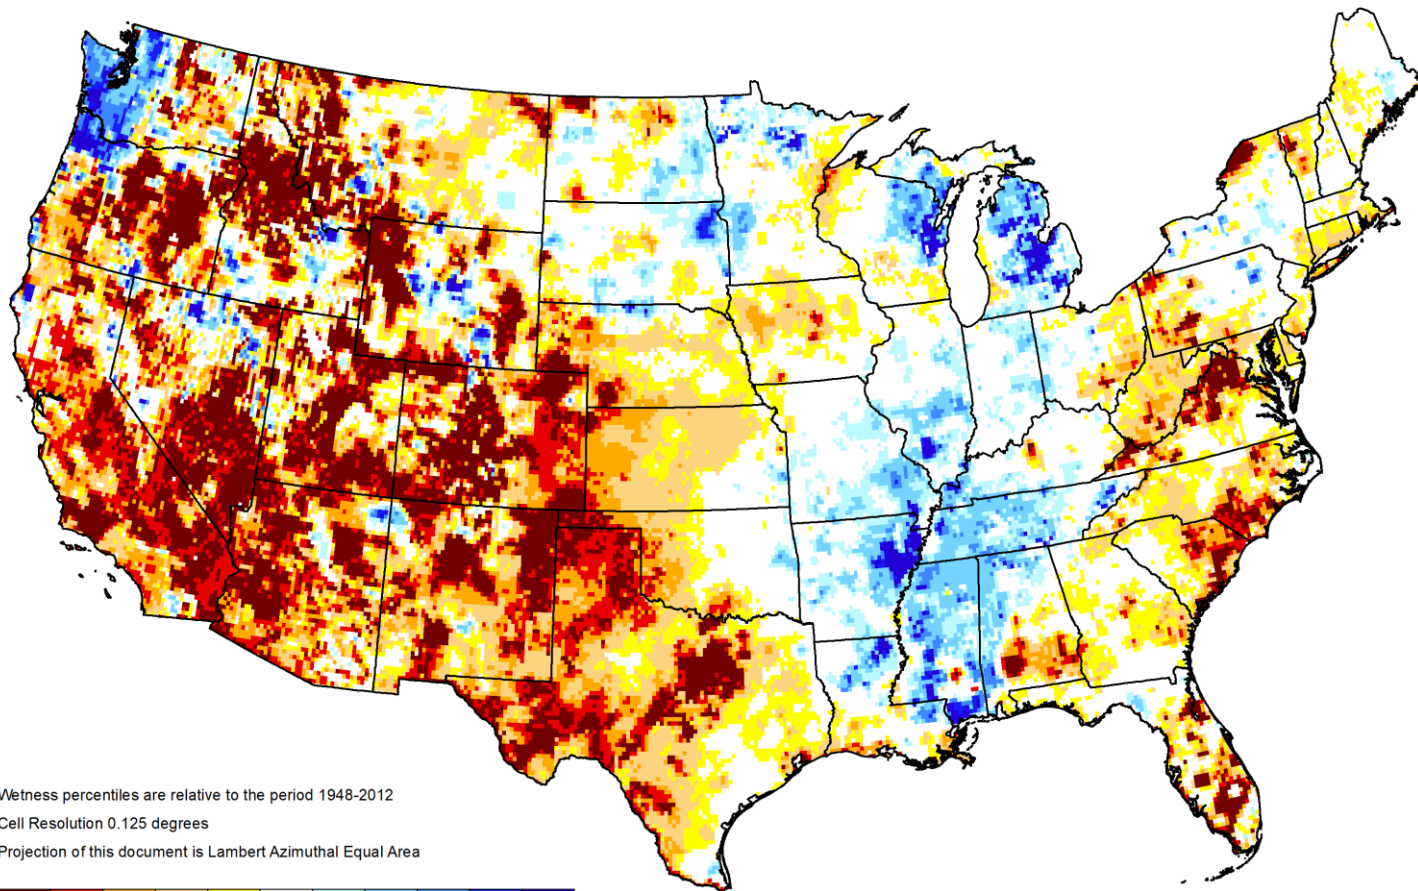 Wetness percentiles are relative to the period 1948-2012
Cell Resolution 0.125 degrees
Projection of this document is Lambert Azimuthal Equal Area